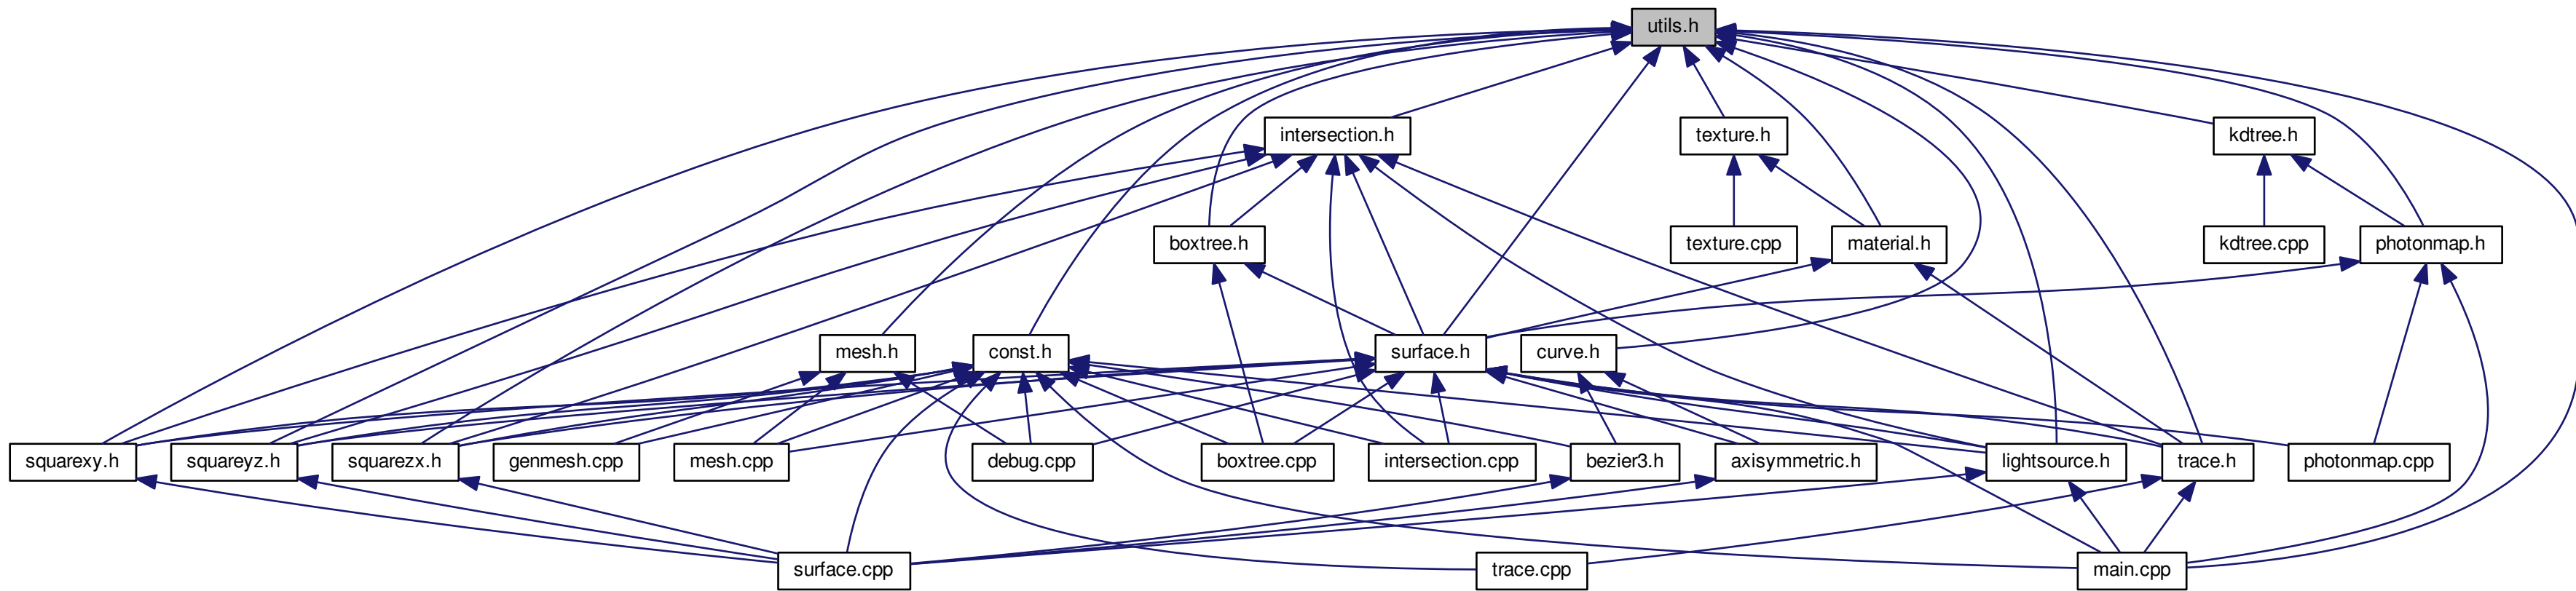 utils.h
intersection.h
texture.h
kdtree.h
boxtree.h
texture.cpp
material.h
kdtree.cpp
photonmap.h
mesh.h
const.h
surface.h
curve.h
squarexy.h
squareyz.h
squarezx.h
genmesh.cpp
mesh.cpp
debug.cpp
boxtree.cpp
intersection.cpp
bezier3.h
axisymmetric.h
lightsource.h
trace.h
photonmap.cpp
surface.cpp
trace.cpp
main.cpp